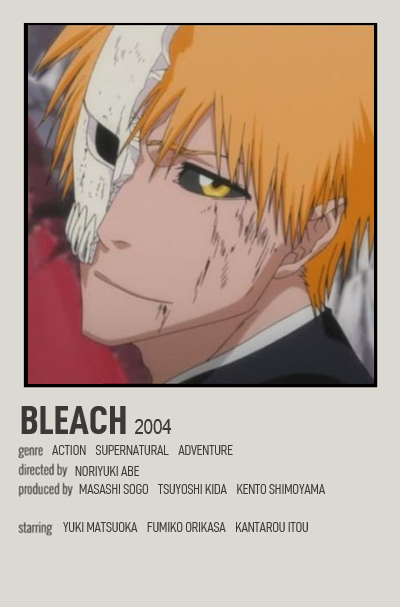 BLEACH 2004
genre ACTION SUPERNATURAL ADVENTURE
directed by NORIYUKI ABE
produced by MASASHI SOGO TSUYOSHI KIDA KENTO SHIMOYAMA
starring YUKI MATSUOKA FUMIKO ORIKASA KANTAROU ITOU